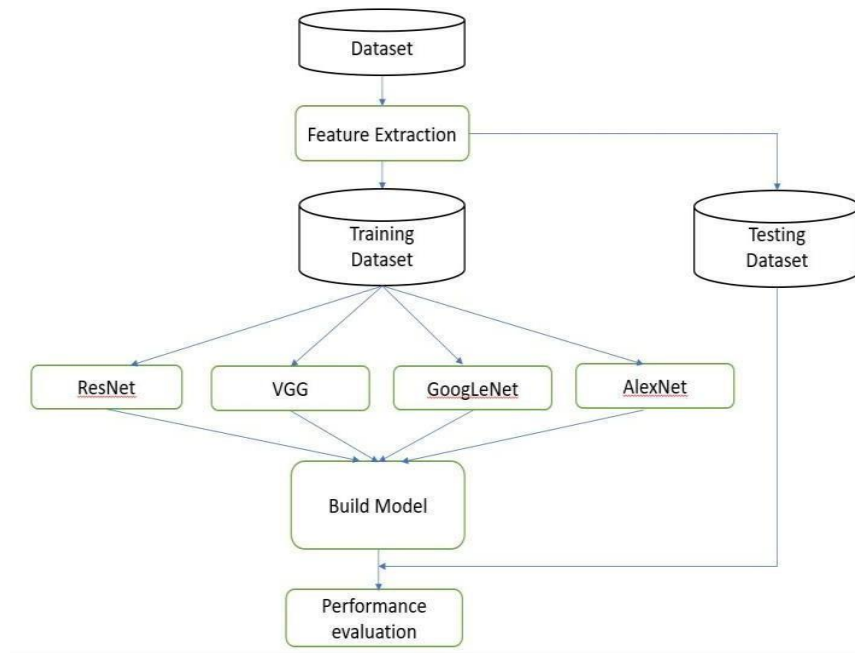 Dataset
Feature Extraction
Training
Dataset
Testing
Dataset
ResNet
VGG
GoogLeNet
AlexNet
Build Model
Performance
evaluation